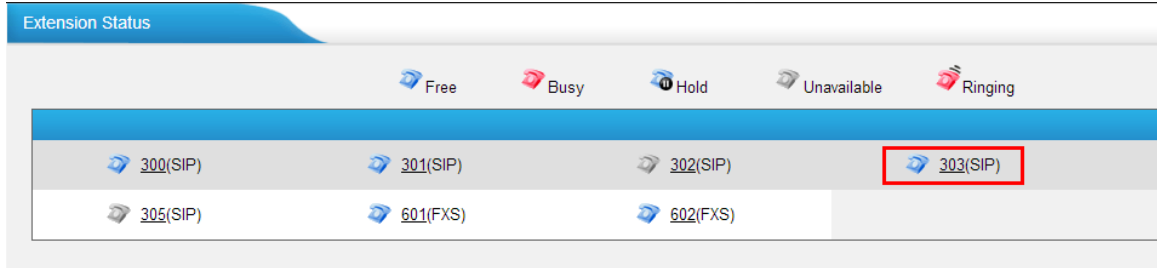 Extension Status
Free Busy Hold Unavailable Ringing
300(SIP) 301(SIP) 302(SIP) 303(SIP)
305(SIP) 601(FXS) 602(FXS)